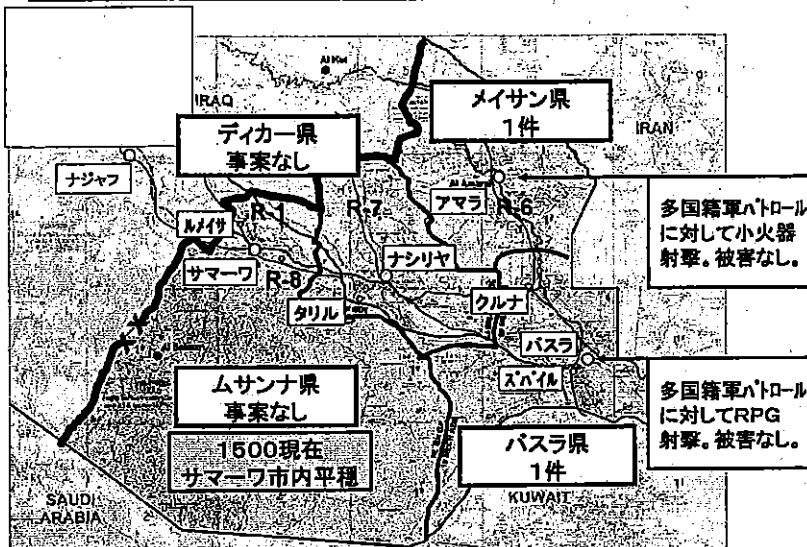 Al Kut
IRAQ
メイサン県
1件
IRAN
ディカー県
事案なし
ナジャフ
アマラ
R-6
R-1
R-7
ルメイサ
サマーワ
R-8
ナシリヤ
クルナ
タリル
バスラ
ズバイル
多国籍軍パトロール
に対して小火器
射撃。被害なし。
ムサンナ県
事案なし
1500現在
サマーワ市内平穏
バスラ県
1件
多国籍軍パトロール
に対してRPG
射撃。被害なし。
SAUDI
ARABIA
KUWAIT